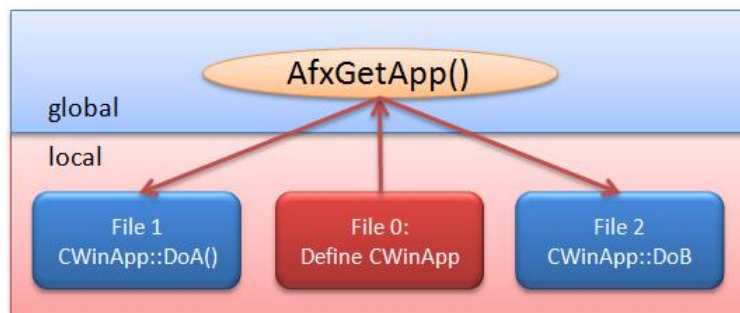 AfxGetApp()
global
local
File 1
CWinApp::DoA()
File 0:
Define CWinApp
File 2
CWinApp::DoB